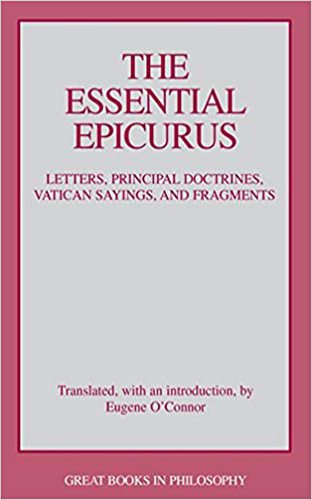 THE
ESSENTIAL
EPICURUS
LETTERS, PRINCIPAL DOCTRINES,
VATICAN SAYINGS, AND FRAGMENTS
Translated, with an introduction, by
Eugene O'Connor
GREAT BOOKS IN PHILOSOPHY